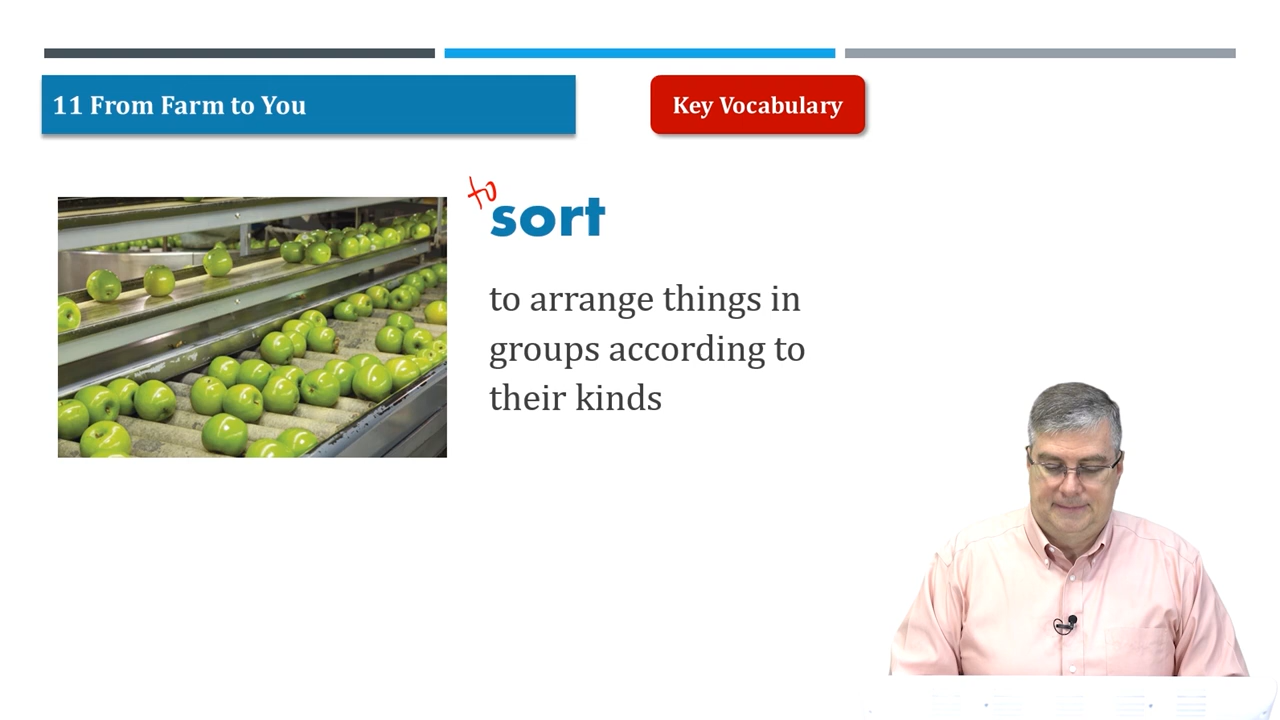 11 From Farm to You
Key Vocabulary
to
sort
to arrange things in
groups according to
their kinds